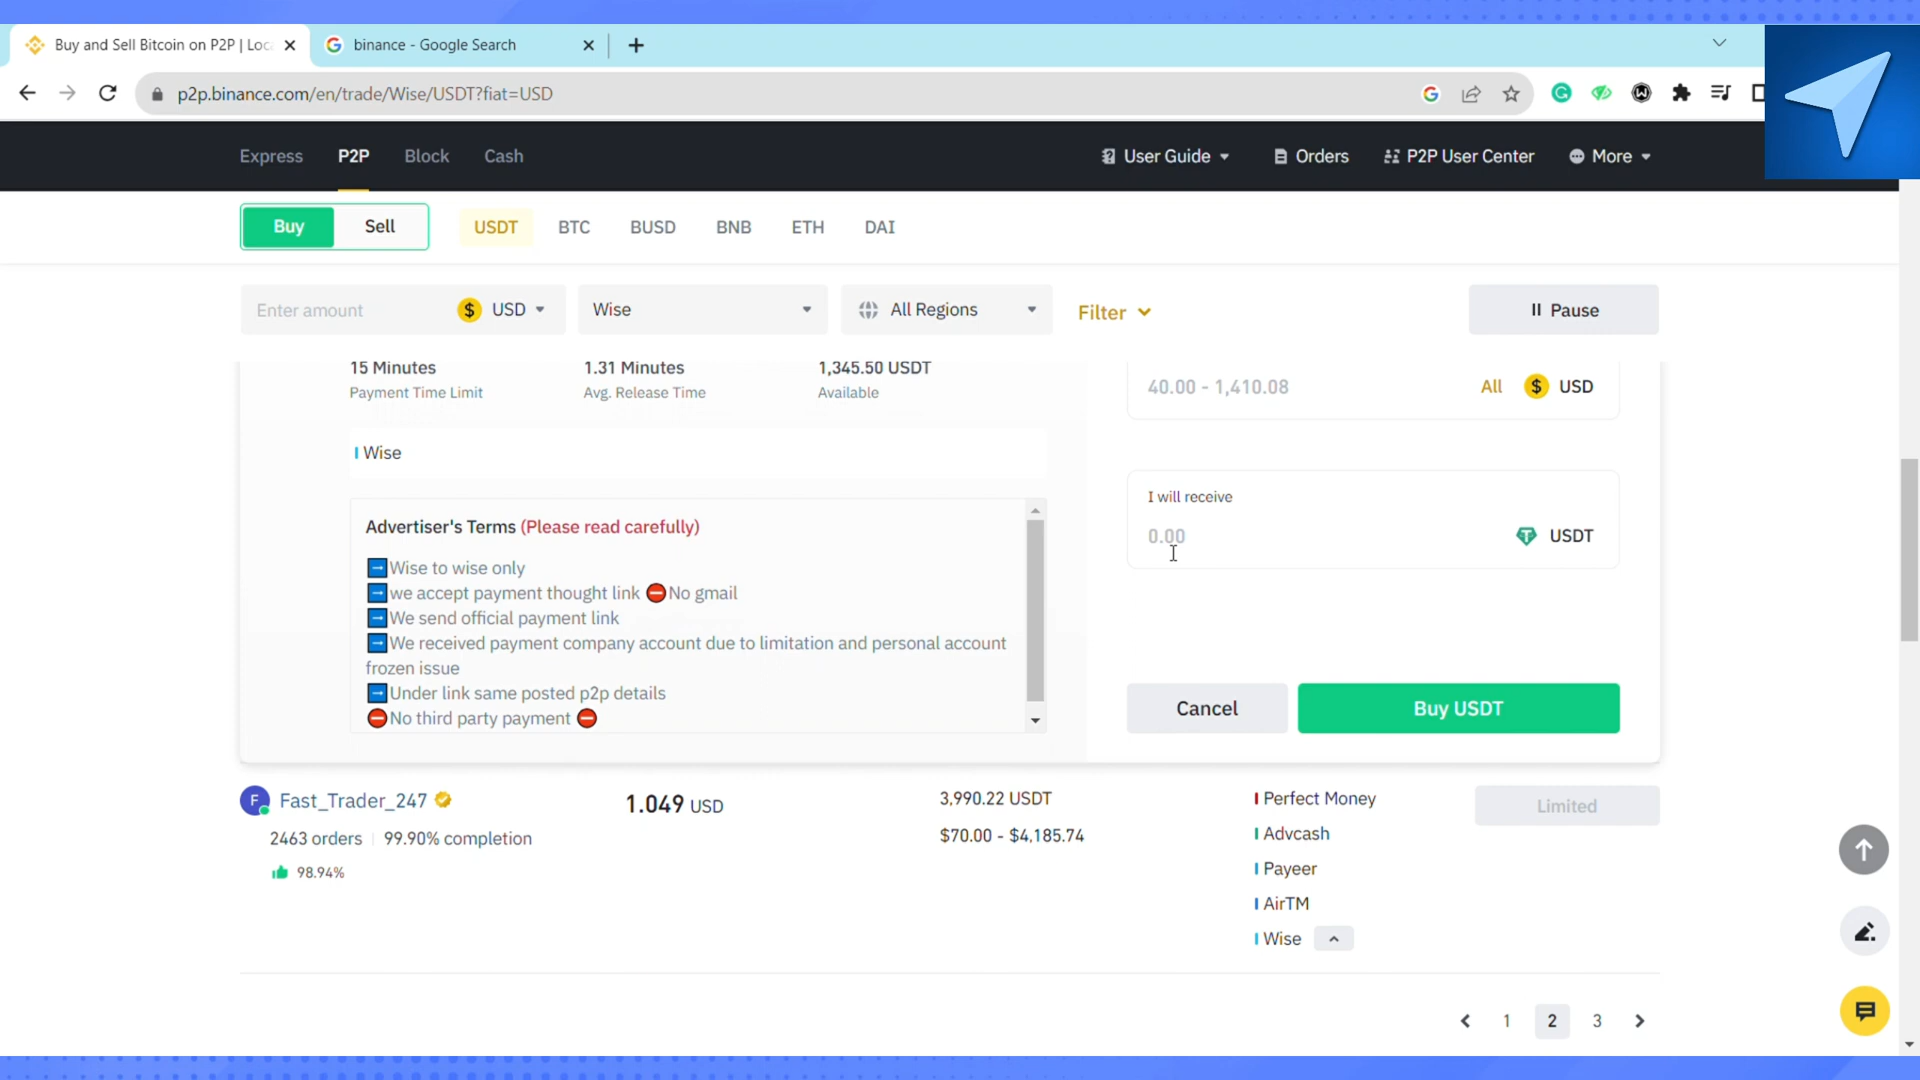 Buy and Sell Bitcoin on P2P | Loc
binance - Google Search
p2p.binance.com/en/trade/Wise/USDT?fiat=USD
Express P2P Block Cash User Guide Orders P2P User Center More
Buy Sell USDT BTC BUSD BNB ETH DAI
Enter amount $ USD Wise All Regions Filter Pause
15 Minutes 1.31 Minutes 1,345.50 USDT
Payment Time Limit Avg. Release Time Available
40.00 - 1,410.08 All $ USD
Wise
I will receive
0.00 USDT
Advertiser's Terms (Please read carefully)
Wise to wise only
we accept payment thought link No gmail
We send official payment link
We received payment company account due to limitation and personal account
frozen issue
Under link same posted p2p details
No third party payment
Cancel Buy USDT
F Fast_Trader_247 1.049 USD 3,990.22 USDT Perfect Money Limited
2463 orders 99.90% completion $70.00 - $4,185.74 Advcash
98.94% Payeer
AirTM
Wise
1 2 3